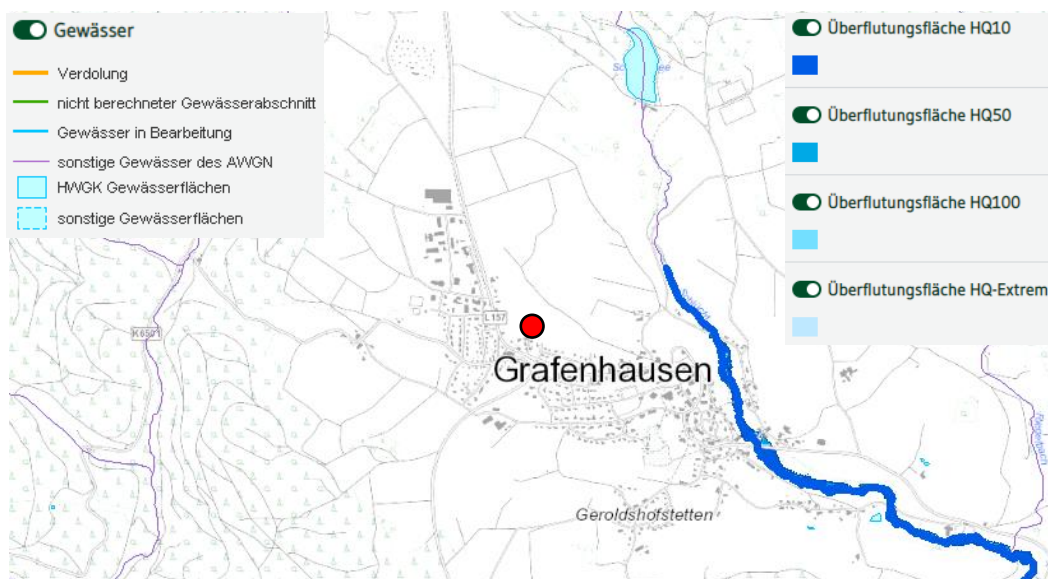 Gewässer
Verdolung
nicht berechneter Gewässerabschnitt
Gewässer in Bearbeitung
sonstige Gewässer des AWGN
HWGK Gewässerflächen
sonstige Gewässerflächen
Überflutungsfläche HQ10
Überflutungsfläche HQ50
Überflutungsfläche HQ100
Überflutungsfläche HQ-Extrem
K 6501
L 157
Grafenhausen
Geroldshofstetten